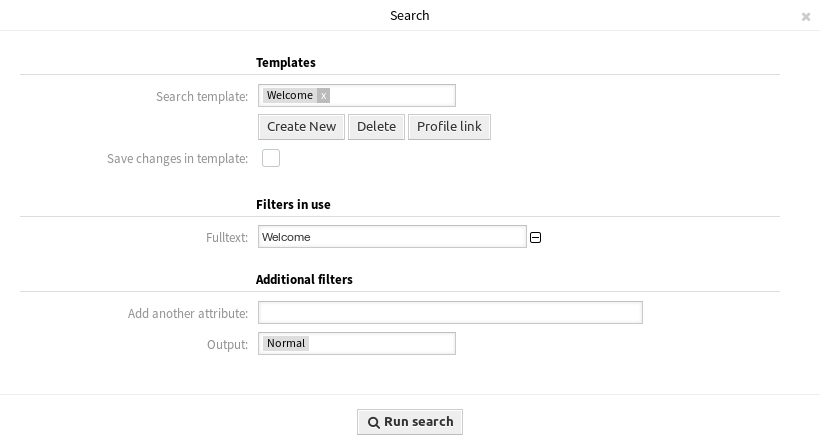 Search
Templates
Search template: Welcome x
Create New Delete Profile link
Save changes in template:
Filters in use
Fulltext: Welcome
Additional filters
Add another attribute:
Output: Normal
Run search